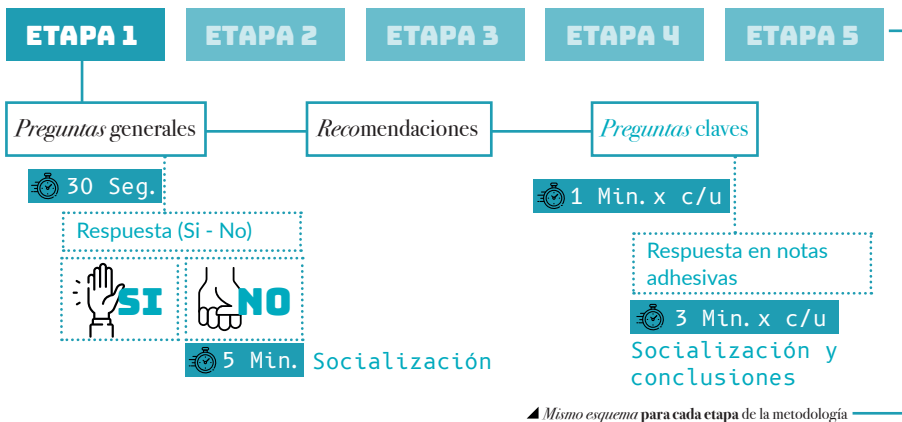 ETAPA 1
ETAPA 2
ETAPA 3
ETAPA 4
ETAPA 5
Preguntas generales
Recomendaciones
Preguntas claves
30 Seg.
1 Min. x c/u
Respuesta (Si - No)
Respuesta en notas
adhesivas
SI
NO
3 Min. x c/u
5 Min. Socialización
Socialización y
conclusiones
Mismo esquema para cada etapa de la metodología